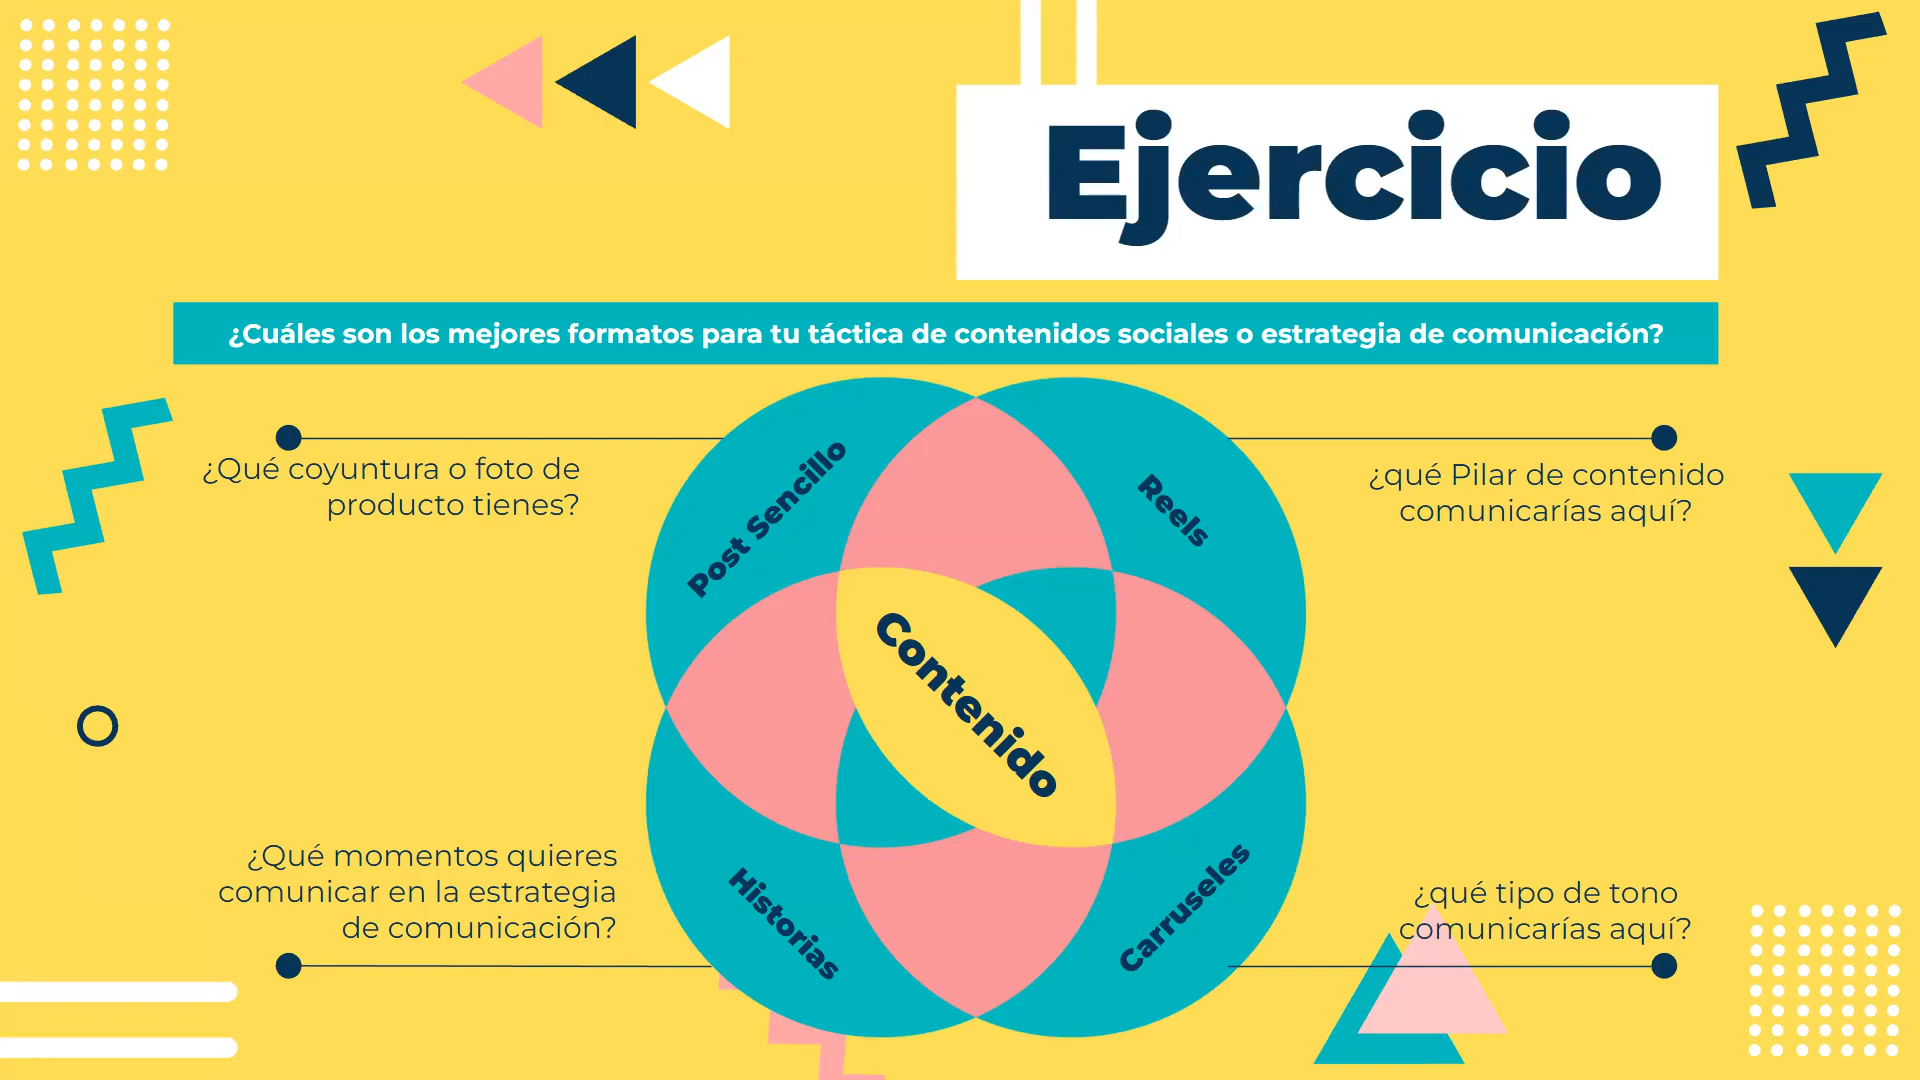 Ejercicio
¿Cuáles son los mejores formatos para tu táctica de contenidos sociales o estrategia de comunicación?
¿Qué coyuntura o foto de
producto tienes?
Post Sencillo
Reels
¿qué Pilar de contenido
comunicarías aquí?
Contenido
¿Qué momentos quieres
comunicar en la estrategia
de comunicación?
Historias
Carruseles
¿qué tipo de tono
comunicarías aquí?